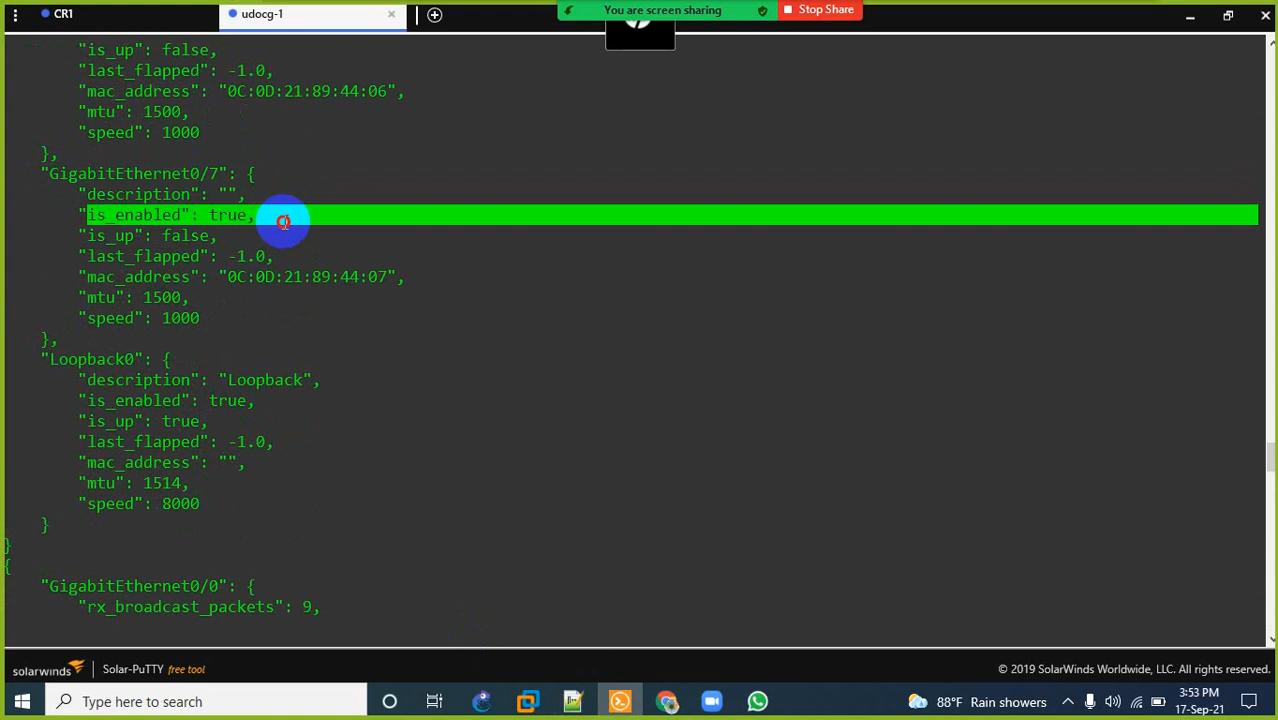 CR1
udocg-1
You are screen sharing
Stop Share
"is_up": false,
"last_flapped": -1.0,
"mac_address": "0C:0D:21:89:44:06",
"mtu": 1500,
"speed": 1000
},
"GigabitEthernet0/7": {
"description": "",
"is_enabled": true,
"is_up": false,
"last_flapped": -1.0,
"mac_address": "0C:0D:21:89:44:07",
"mtu": 1500,
"speed": 1000
},
"Loopback0": {
"description": "Loopback",
"is_enabled": true,
"is_up": true,
"last_flapped": -1.0,
"mac_address": "",
"mtu": 1514,
"speed": 8000
}
}
{
"GigabitEthernet0/0": {
"rx_broadcast_packets": 9,
solarwinds Solar-PuTTY free tool
© 2019 SolarWinds Worldwide, LLC. All rights reserved.
Type here to search
88°F Rain showers
3:53 PM
17-Sep-21